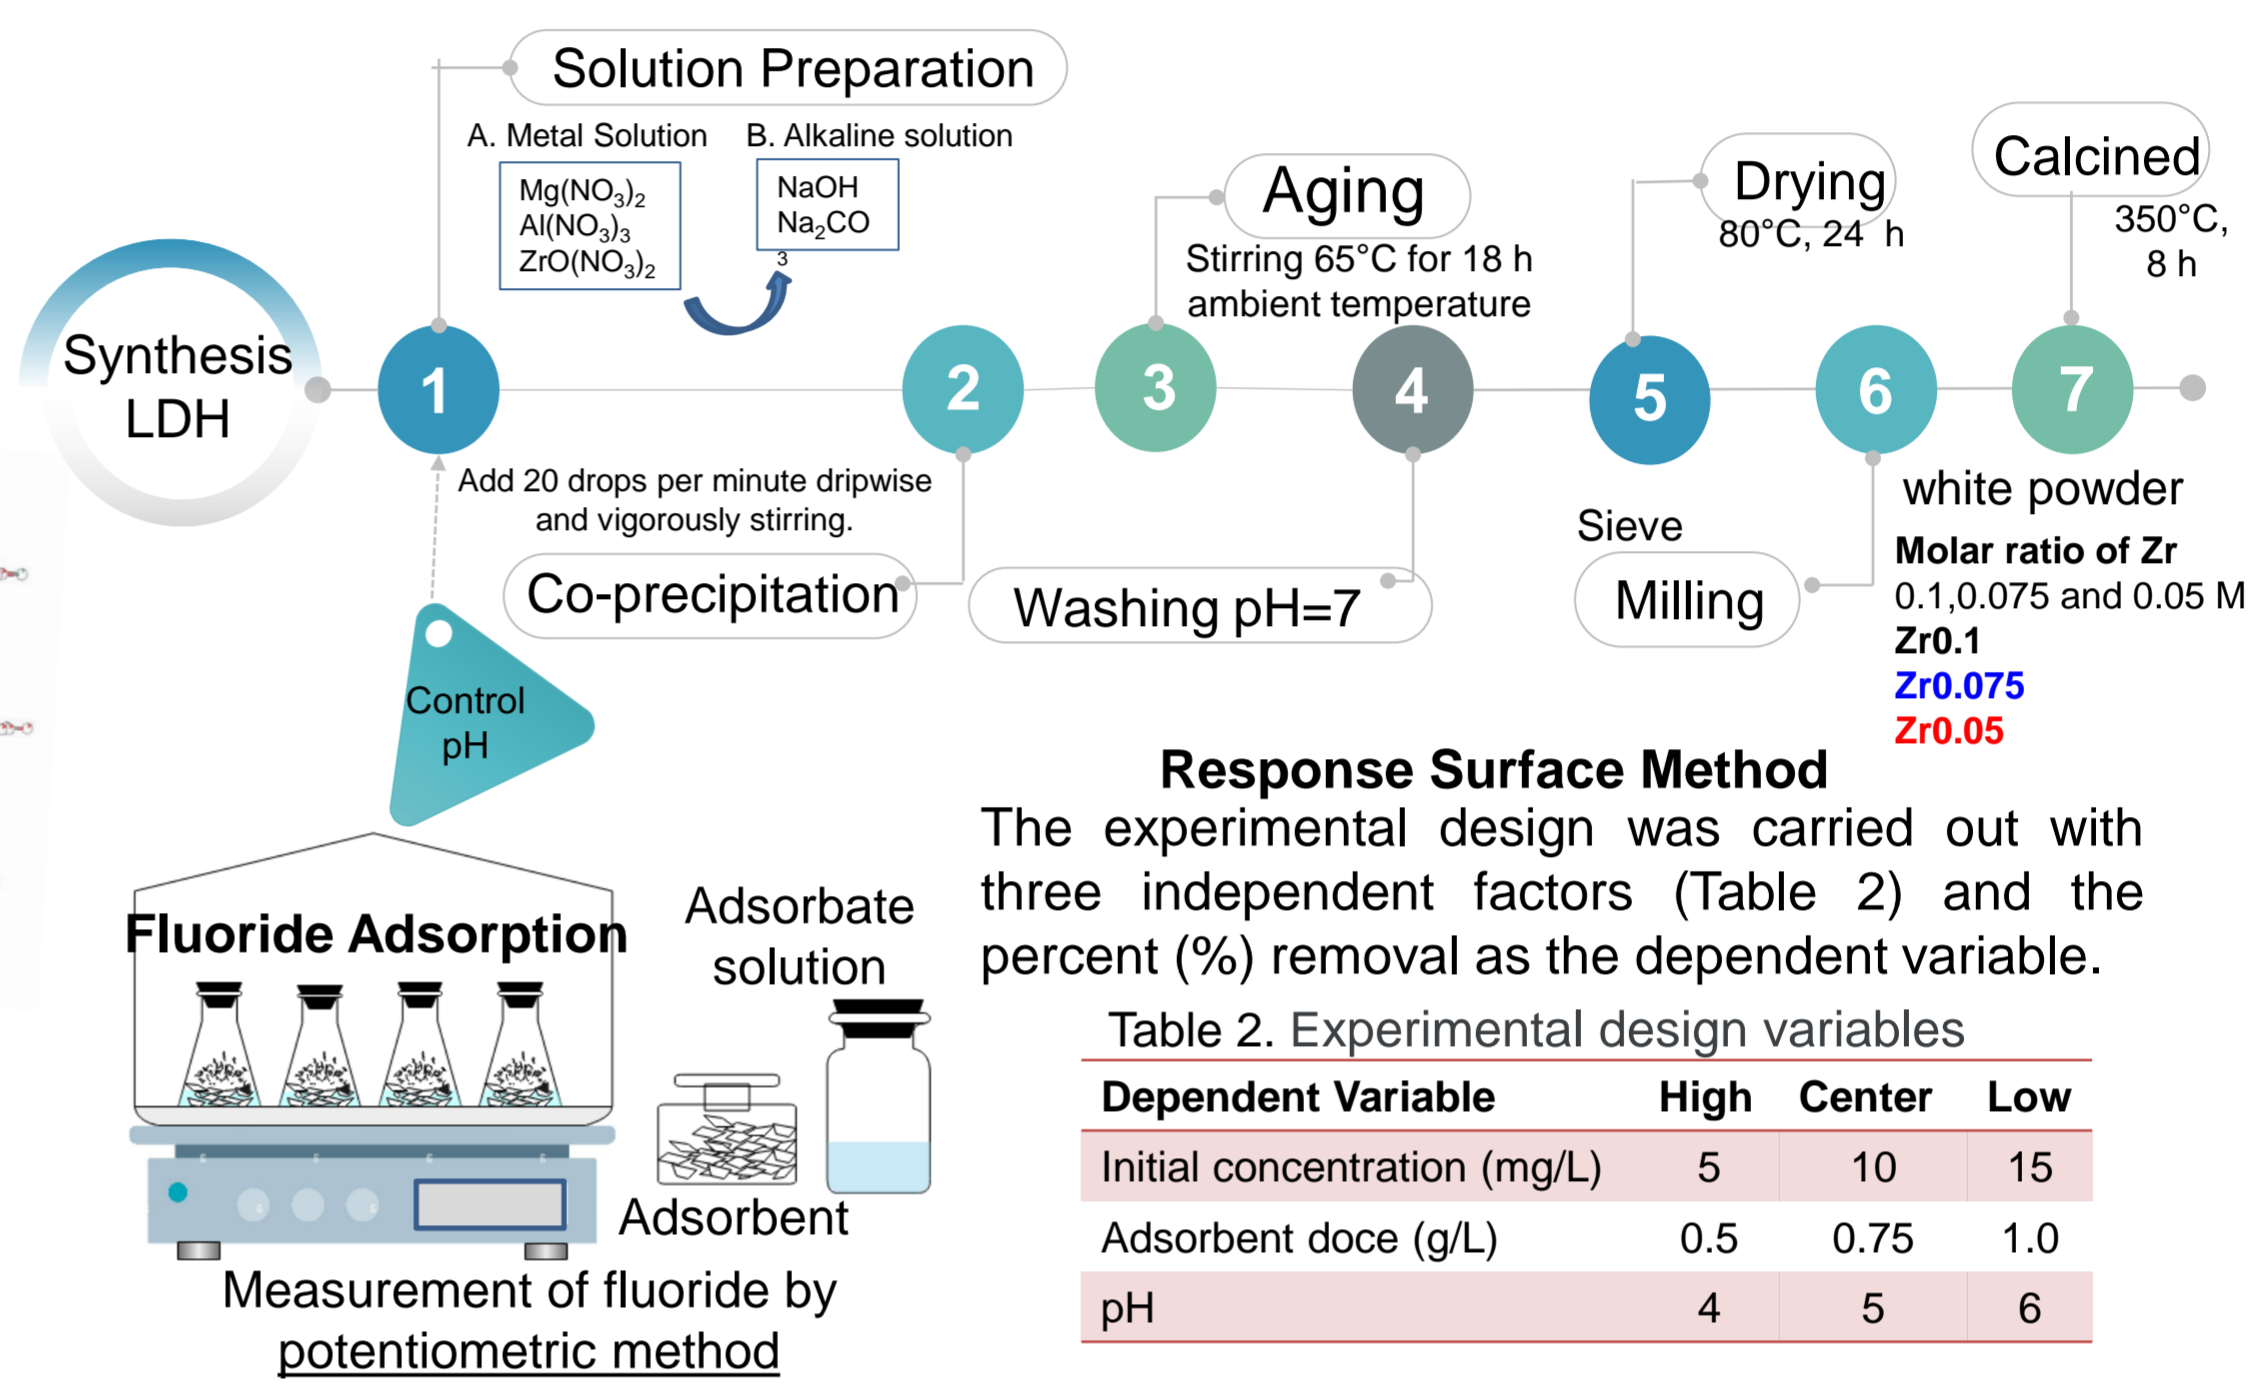 Synthesis
LDH
Solution Preparation
A. Metal Solution
Mg(NO₃)₂
Al(NO₃)₃
ZrO(NO₃)₂
B. Alkaline solution
NaOH
Na₂CO
3
1
2
3
4
5
6
7
Add 20 drops per minute dripwise
and vigorously stirring.
Co-precipitation
Control
pH
Aging
Stirring 65°C for 18 h
ambient temperature
Washing pH=7
Drying
80°C, 24 h
Sieve
Milling
Calcined
350°C,
8 h
white powder
Molar ratio of Zr
0.1,0.075 and 0.05 M
Zr0.1
Zr0.075
Zr0.05
Fluoride Adsorption
Adsorbate
solution
Adsorbent
Measurement of fluoride by
potentiometric method
Response Surface Method
The experimental design was carried out with
three independent factors (Table 2) and the
percent (%) removal as the dependent variable.
Table 2. Experimental design variables
Dependent Variable High Center Low
Initial concentration (mg/L) 5 10 15
Adsorbent doce (g/L) 0.5 0.75 1.0
pH 4 5 6